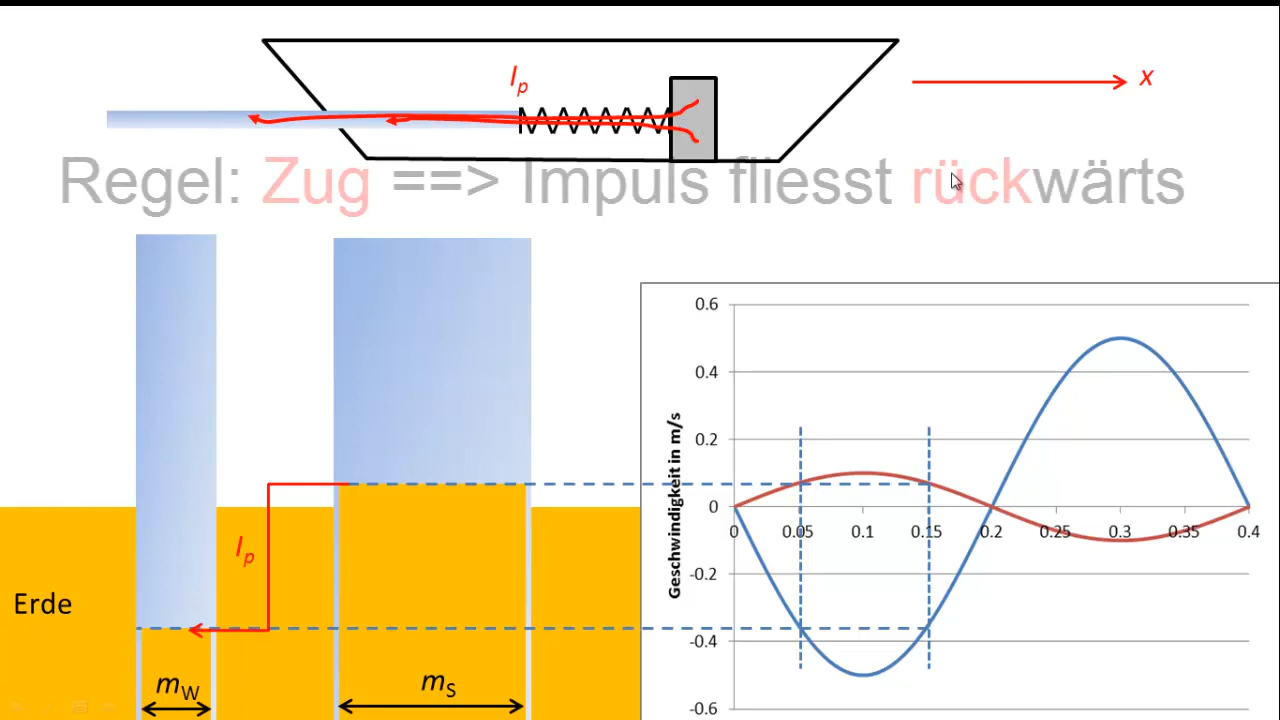 I_p
x
Regel: Zug ==> Impuls fliesst rückwärts
I_p
Erde
m_W
m_S
Geschwindigkeit in m/s
0.6
0.4
0.2
0
-0.2
-0.4
-0.6
0 0.05 0.1 0.15 0.2 0.25 0.3 0.35 0.4